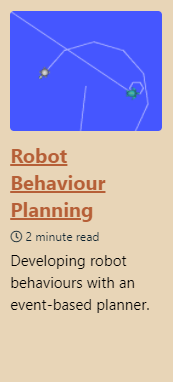 Robot
Behaviour
Planning
2 minute read
Developing robot
behaviours with an
event-based planner.